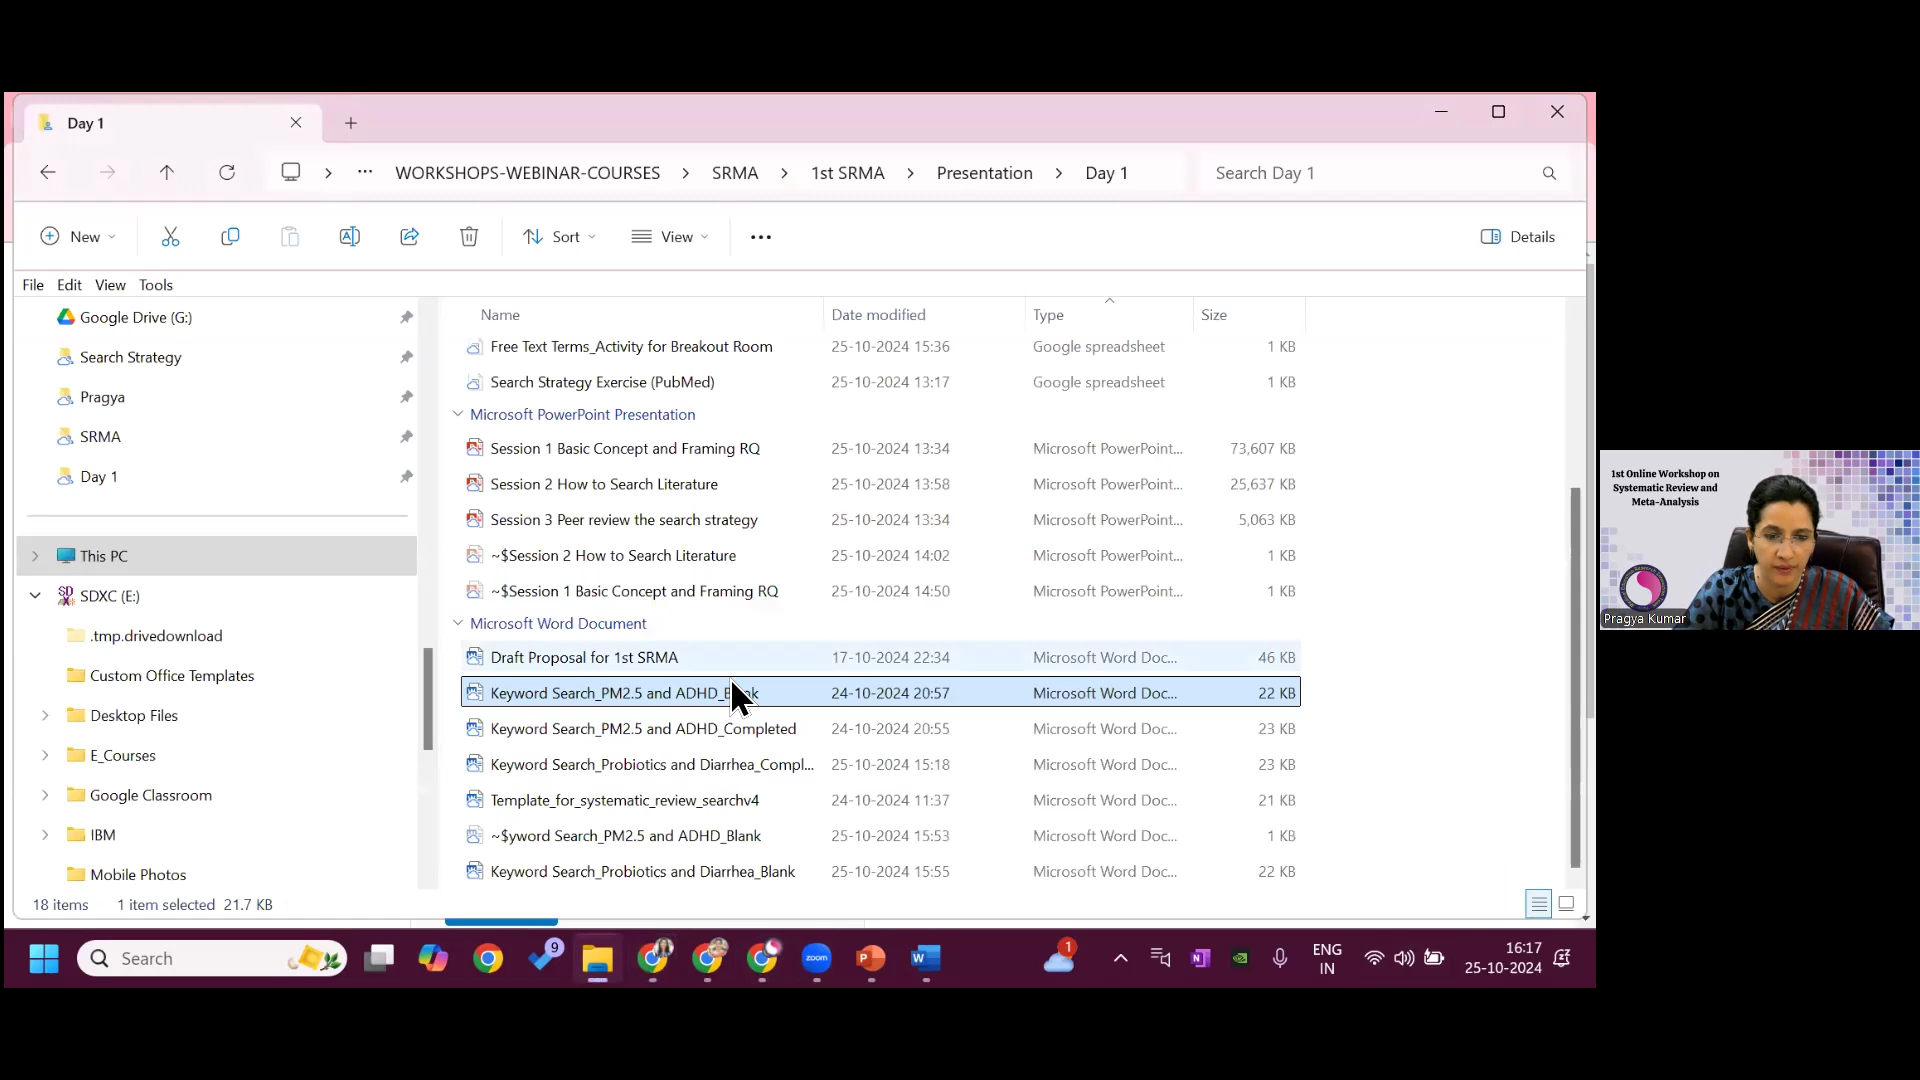 Day 1
WORKSHOPS-WEBINAR-COURSES
SRMA
1st SRMA
Presentation
Day 1
Search Day 1
New
Sort
View
Details
File Edit View Tools
Google Drive (G:)
Search Strategy
Pragya
SRMA
Day 1
This PC
SDXC (E:)
.tmp.drivedownload
Custom Office Templates
Desktop Files
E_Courses
Google Classroom
IBM
Mobile Photos
Name Date modified Type Size
Free Text Terms_Activity for Breakout Room 25-10-2024 15:36 Google spreadsheet 1 KB
Search Strategy Exercise (PubMed) 25-10-2024 13:17 Google spreadsheet 1 KB
Microsoft PowerPoint Presentation
Session 1 Basic Concept and Framing RQ 25-10-2024 13:34 Microsoft PowerPoint... 73,607 KB
Session 2 How to Search Literature 25-10-2024 13:58 Microsoft PowerPoint... 25,637 KB
Session 3 Peer review the search strategy 25-10-2024 13:34 Microsoft PowerPoint... 5,063 KB
~$Session 2 How to Search Literature 25-10-2024 14:02 Microsoft PowerPoint... 1 KB
~$Session 1 Basic Concept and Framing RQ 25-10-2024 14:50 Microsoft PowerPoint... 1 KB
Microsoft Word Document
Draft Proposal for 1st SRMA 17-10-2024 22:34 Microsoft Word Doc... 46 KB
Keyword Search_PM2.5 and ADHD_Blank 24-10-2024 20:57 Microsoft Word Doc... 22 KB
Keyword Search_PM2.5 and ADHD_Completed 24-10-2024 20:55 Microsoft Word Doc... 23 KB
Keyword Search_Probiotics and Diarrhea_Compl... 25-10-2024 15:18 Microsoft Word Doc... 23 KB
Template_for_systematic_review_searchv4 24-10-2024 11:37 Microsoft Word Doc... 21 KB
~$yword Search_PM2.5 and ADHD_Blank 25-10-2024 15:53 Microsoft Word Doc... 1 KB
Keyword Search_Probiotics and Diarrhea_Blank 25-10-2024 15:55 Microsoft Word Doc... 22 KB
18 items 1 item selected 21.7 KB
Search
9
zoom
1
ENG
IN
16:17
25-10-2024
1st Online Workshop on
Systematic Review and
Meta-Analysis
Pragya Kumar